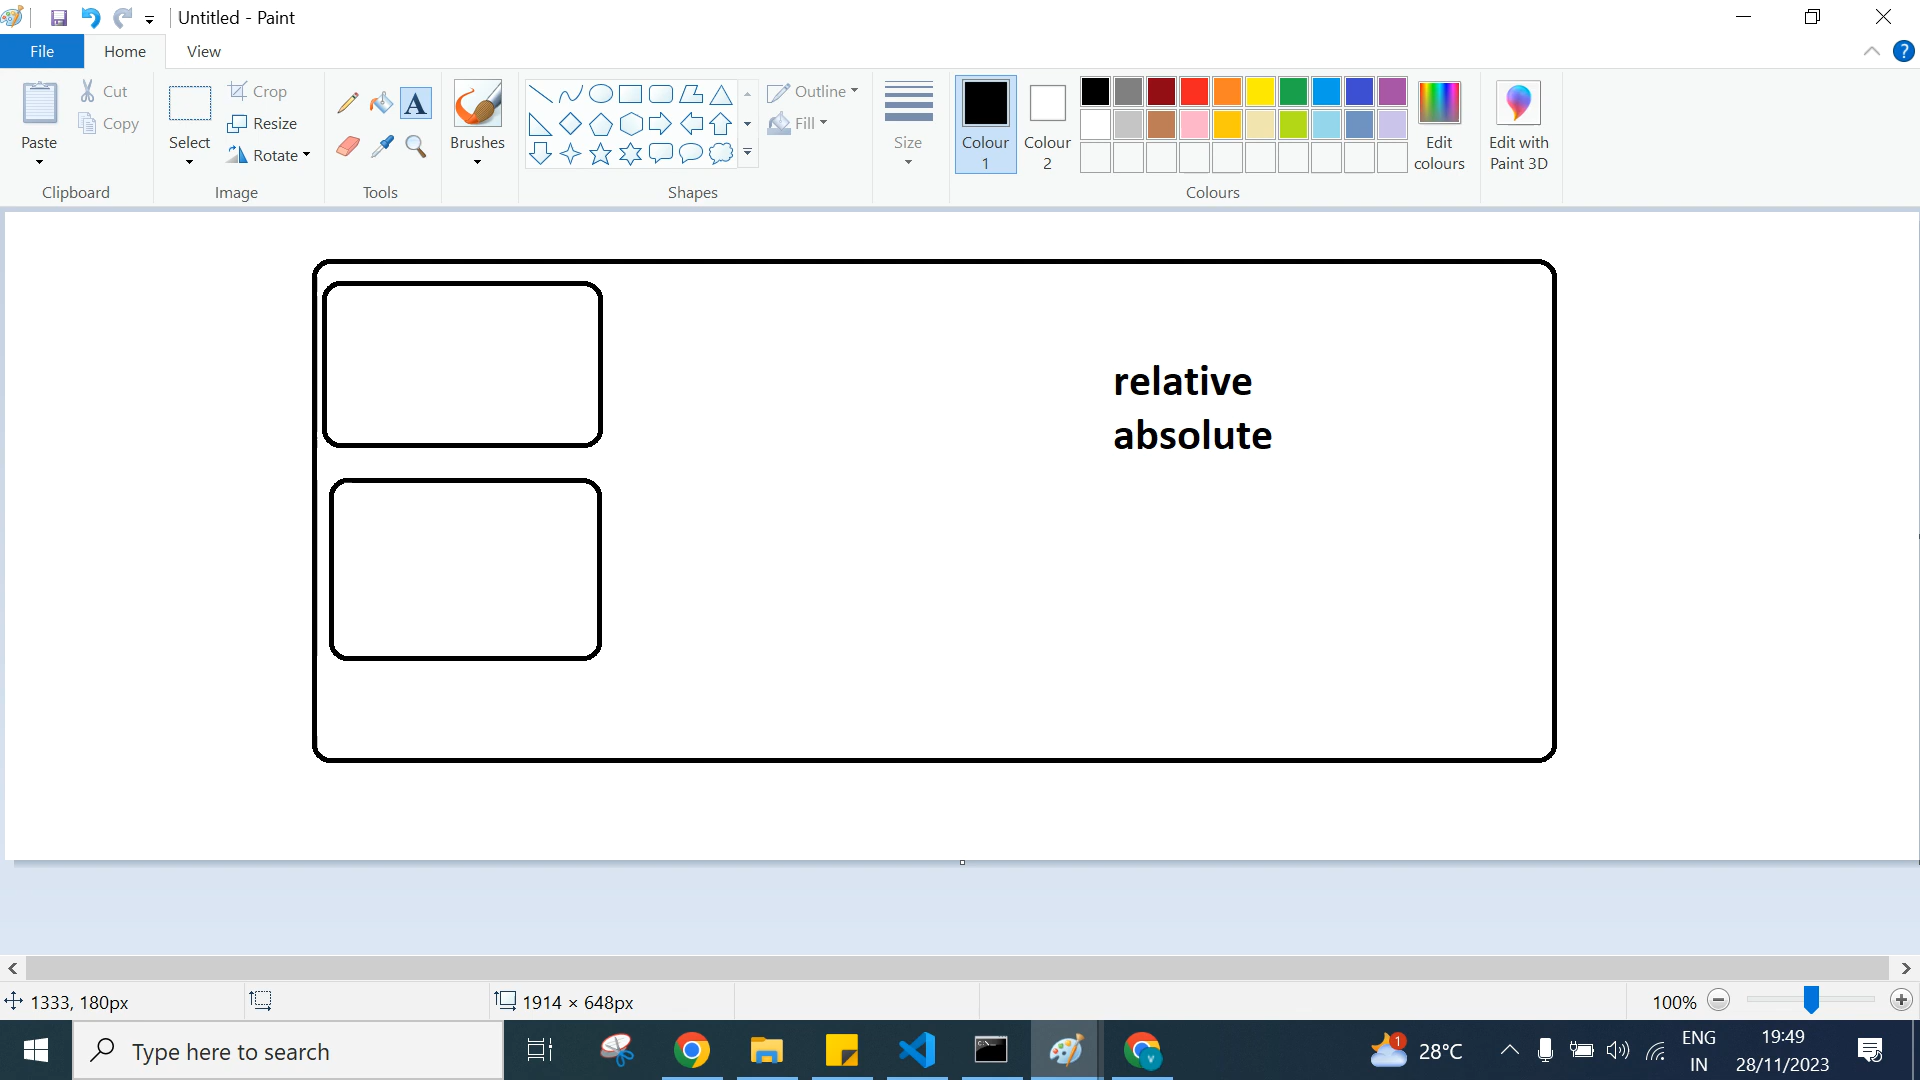 Untitled - Paint
File Home View
Paste
Cut
Copy
Clipboard
Select
Crop
Resize
Rotate
Image
A
Tools
Brushes
Shapes
Outline
Fill
Size
Colour 1
Colour 2
Edit colours
Colours
Edit with Paint 3D
relative
absolute
1333, 180px
1914 × 648px
100%
Type here to search
1
28°C
ENG
IN
19:49
28/11/2023